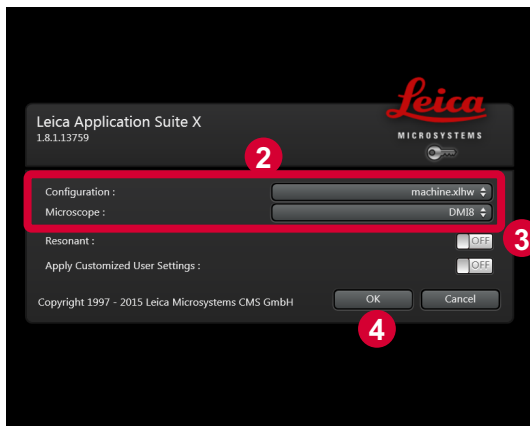 Leica
MICROSYSTEMS
Leica Application Suite X
1.8.1.13759
2
Configuration : machine.xlhw
Microscope : DMI8
Resonant : OFF
3
Apply Customized User Settings : OFF
Copyright 1997 - 2015 Leica Microsystems CMS GmbH OK Cancel
4